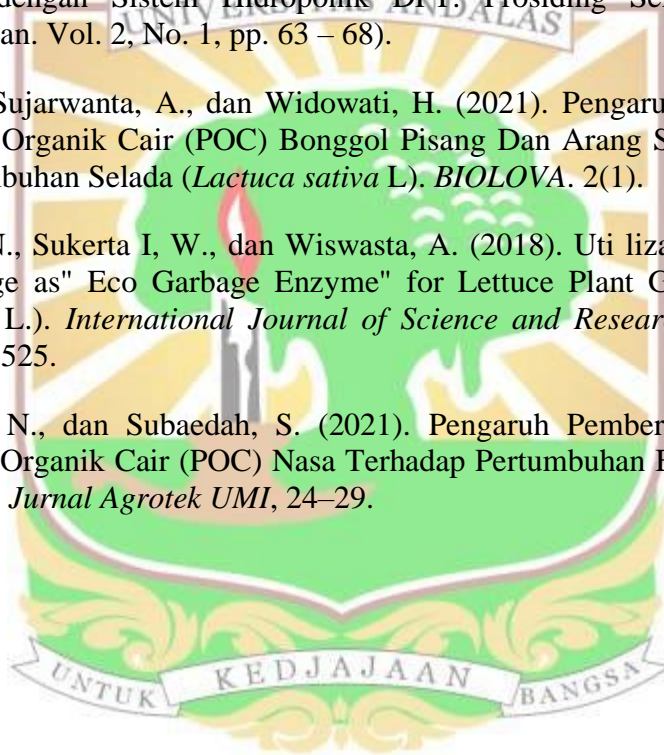 dengan Sistem Hidroponik DFT. Prosiding
UNIVERSITAS ANDALAS
an. Vol. 2, No. 1, pp. 63 – 68).
Sujarwanta, A., dan Widowati, H. (2021).
Organik Cair (POC) Bonggol Pisang Dan Arang
buhan Selada (Lactuca sativa L). BIOLOVA. 2(1).
N., Sukerta I, W., dan Wiswasta, A. (2018). Uti liza
ge as" Eco Garbage Enzyme" for Lettuce Plant G
L.). International Journal of Science and Resear
525.
N., dan Subaedah, S. (2021). Pengaruh Pember
Organik Cair (POC) Nasa Terhadap Pertumbuhan
Jurnal Agrotek UMI, 24–29.
UNTUK KEDJAJAAN BANGSA